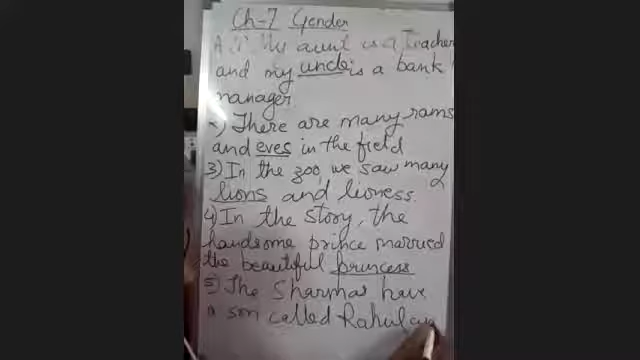 Ch-7 Gender
A. 1) My aunt is a Teacher
and my uncle is a bank
manager.
2) There are many rams
and eves in the field
3) In the zoo, we saw many
lions and lioness.
4) In the story, the
handsome prince married
the beautiful princess
5) The Sharmas have
a son called Rahul